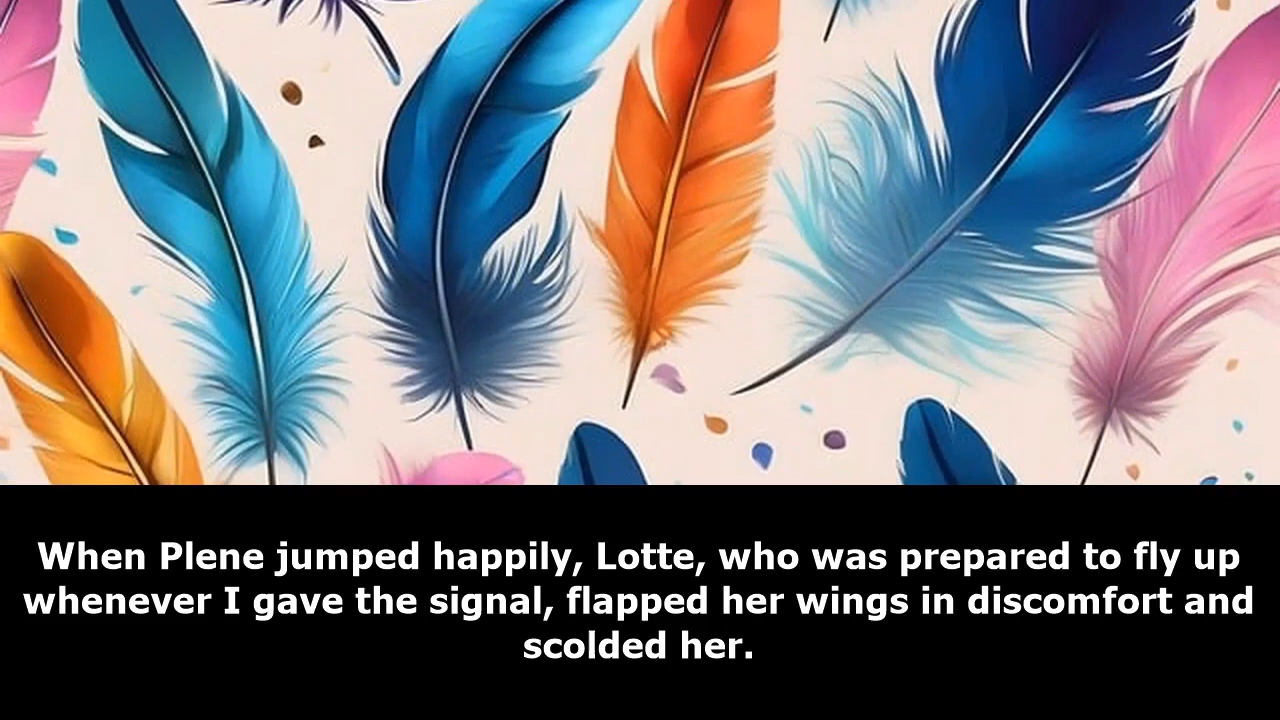 When Plene jumped happily, Lotte, who was prepared to fly up
whenever I gave the signal, flapped her wings in discomfort and
scolded her.